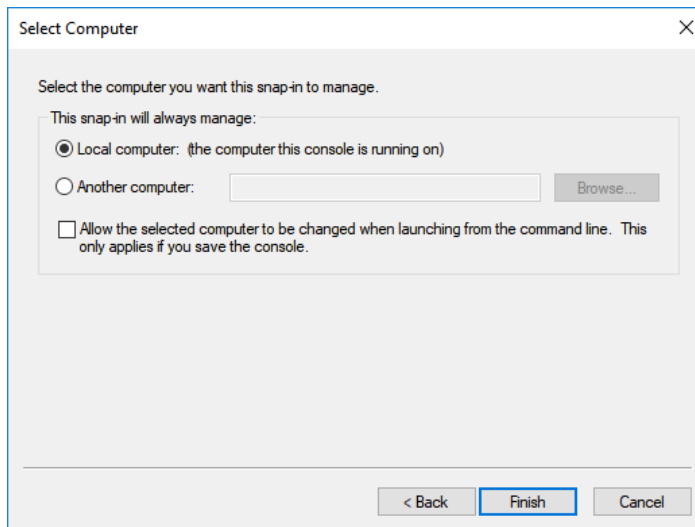 Select Computer
Select the computer you want this snap-in to manage.
This snap-in will always manage:
Local computer:  (the computer this console is running on)
Another computer:
Browse...
Allow the selected computer to be changed when launching from the command line.  This
only applies if you save the console.
< Back
Finish
Cancel